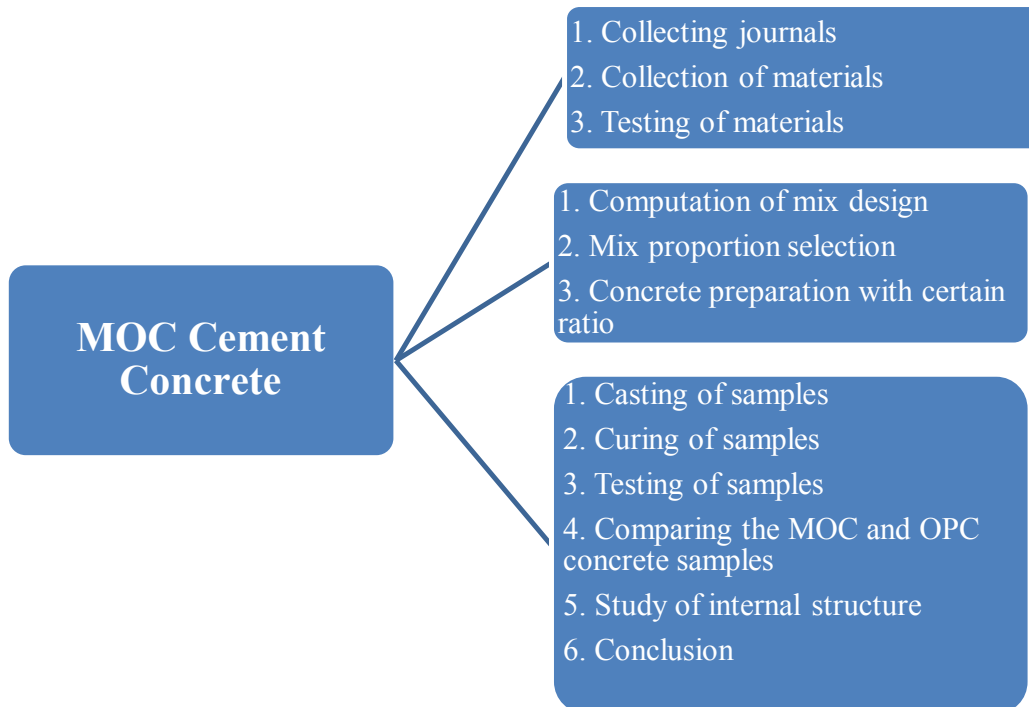 1. Collecting journals
2. Collection of materials
3. Testing of materials
1. Computation of mix design
2. Mix proportion selection
3. Concrete preparation with certain
ratio
MOC Cement
Concrete
1. Casting of samples
2. Curing of samples
3. Testing of samples
4. Comparing the MOC and OPC
concrete samples
5. Study of internal structure
6. Conclusion